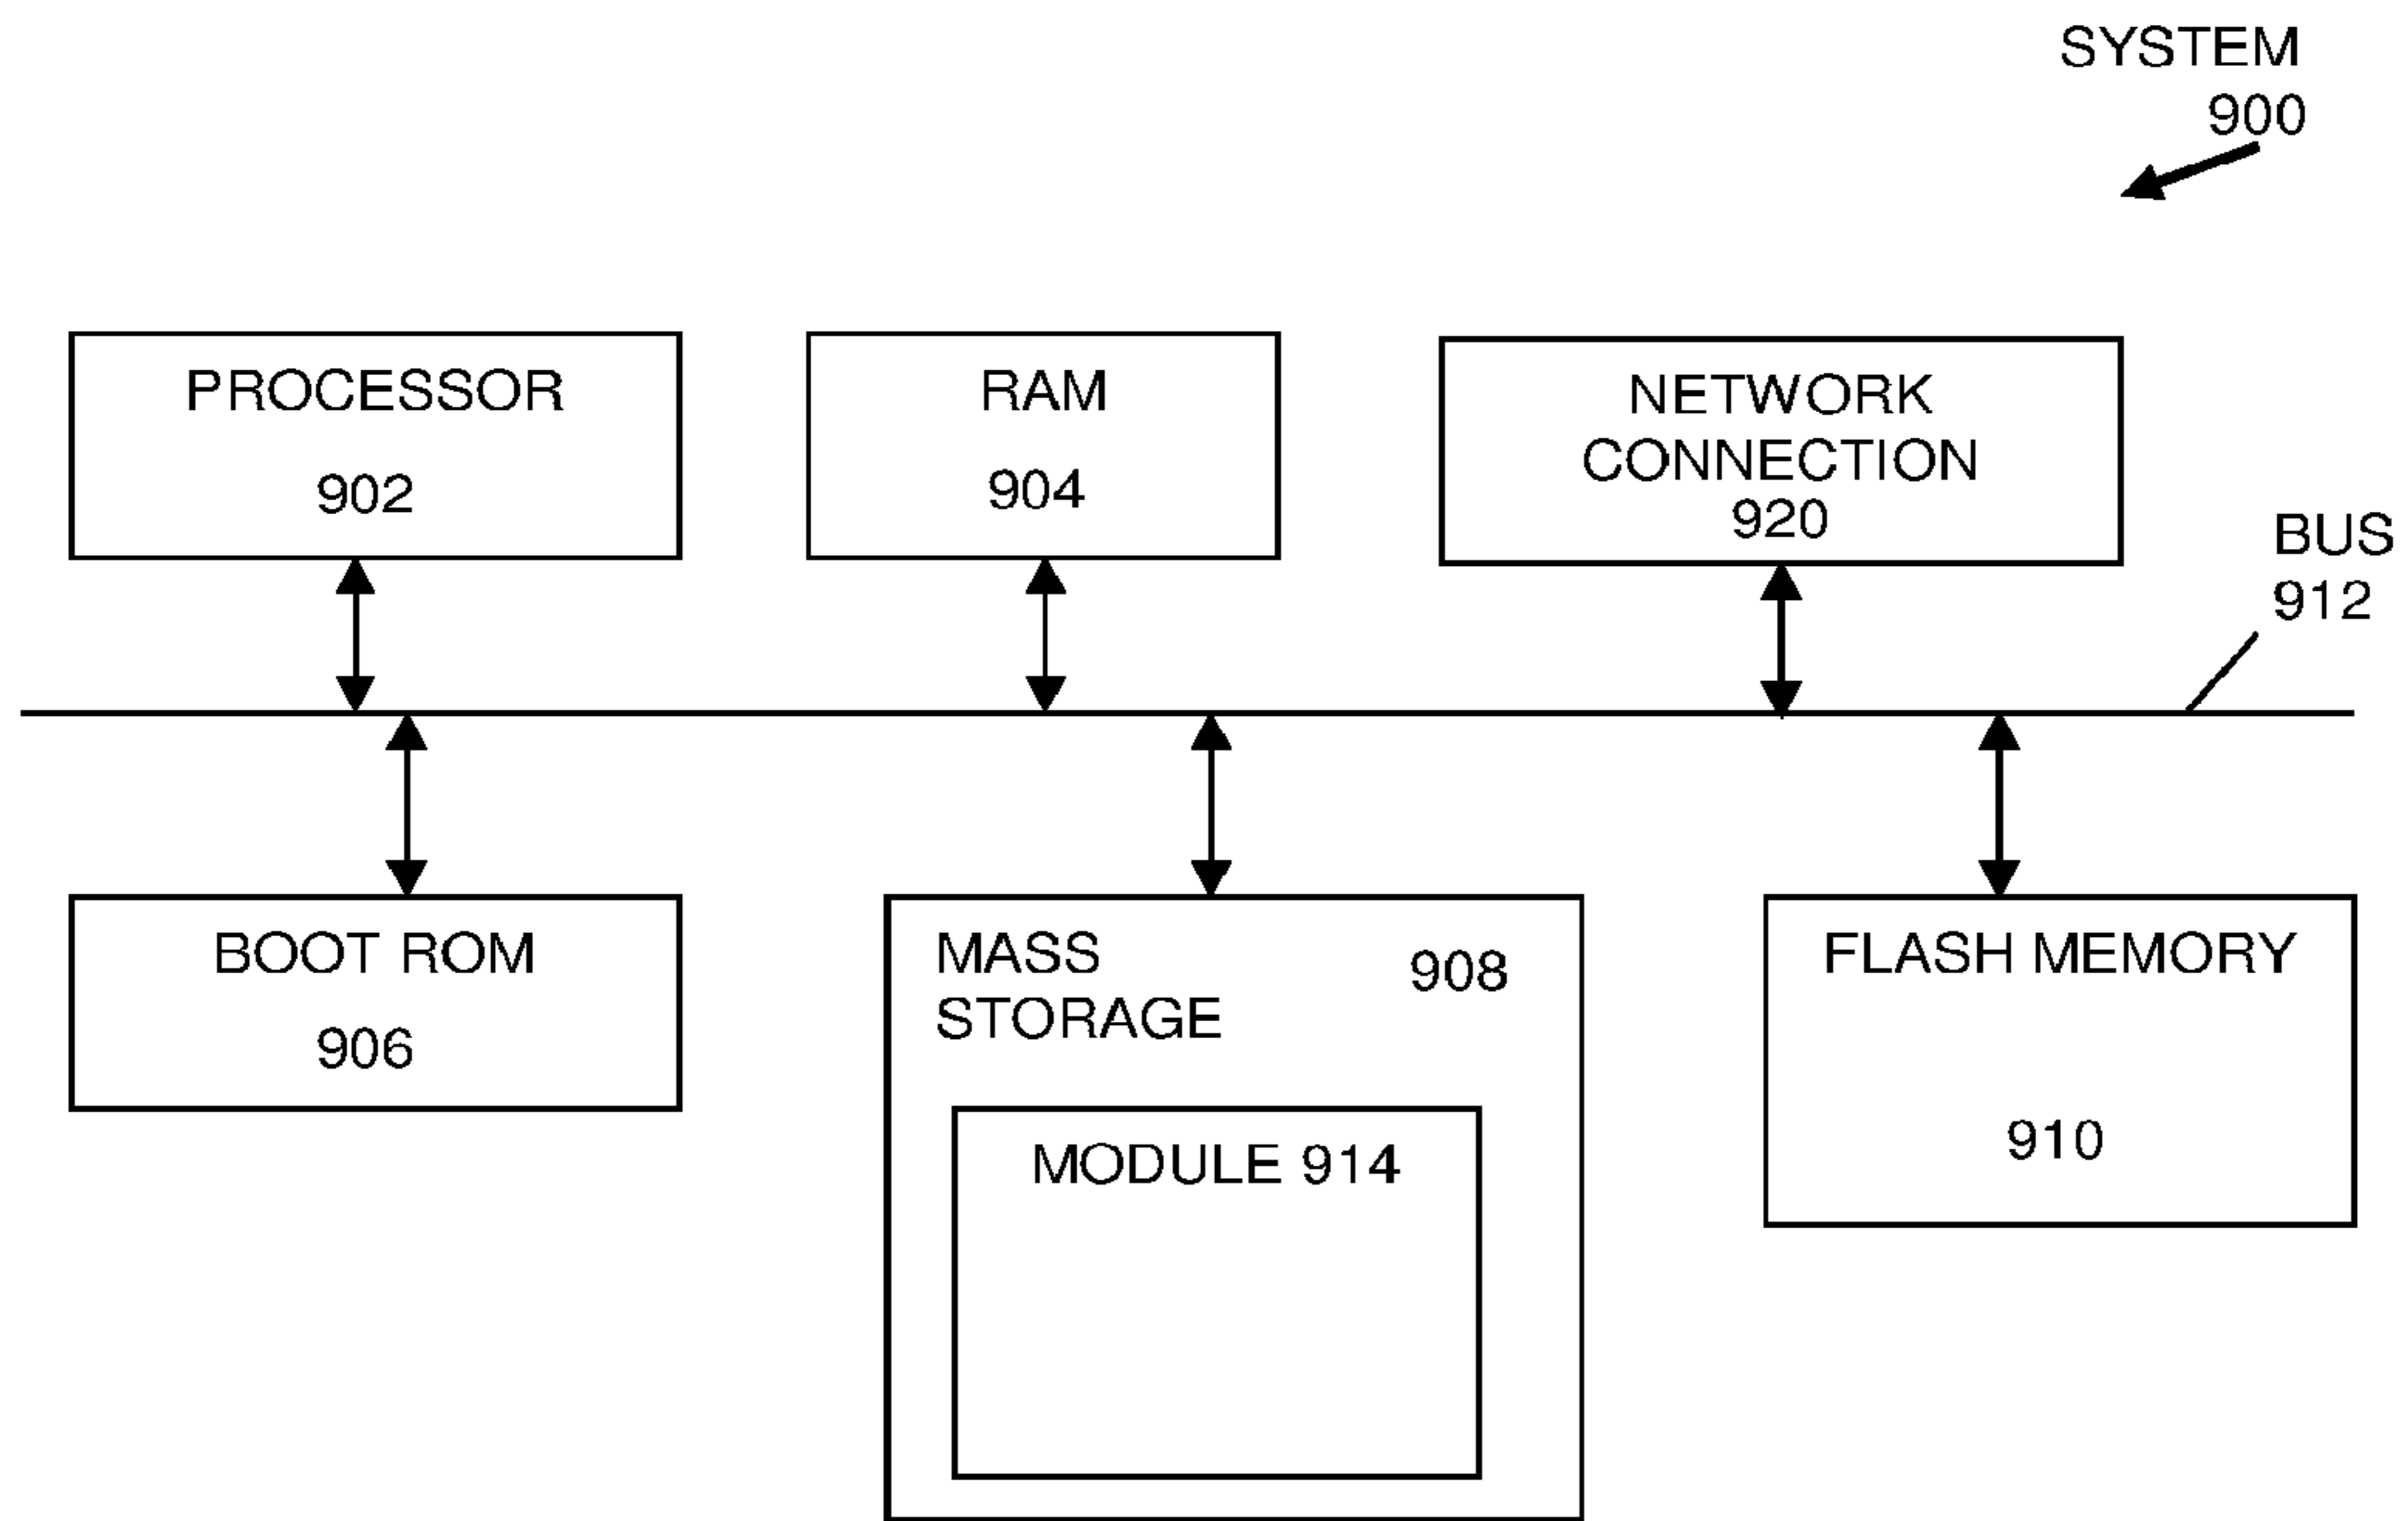 SYSTEM
900
PROCESSOR
902
RAM
904
NETWORK
CONNECTION
920
BUS
912
BOOT ROM
906
MASS
STORAGE
908
MODULE 914
FLASH MEMORY
910